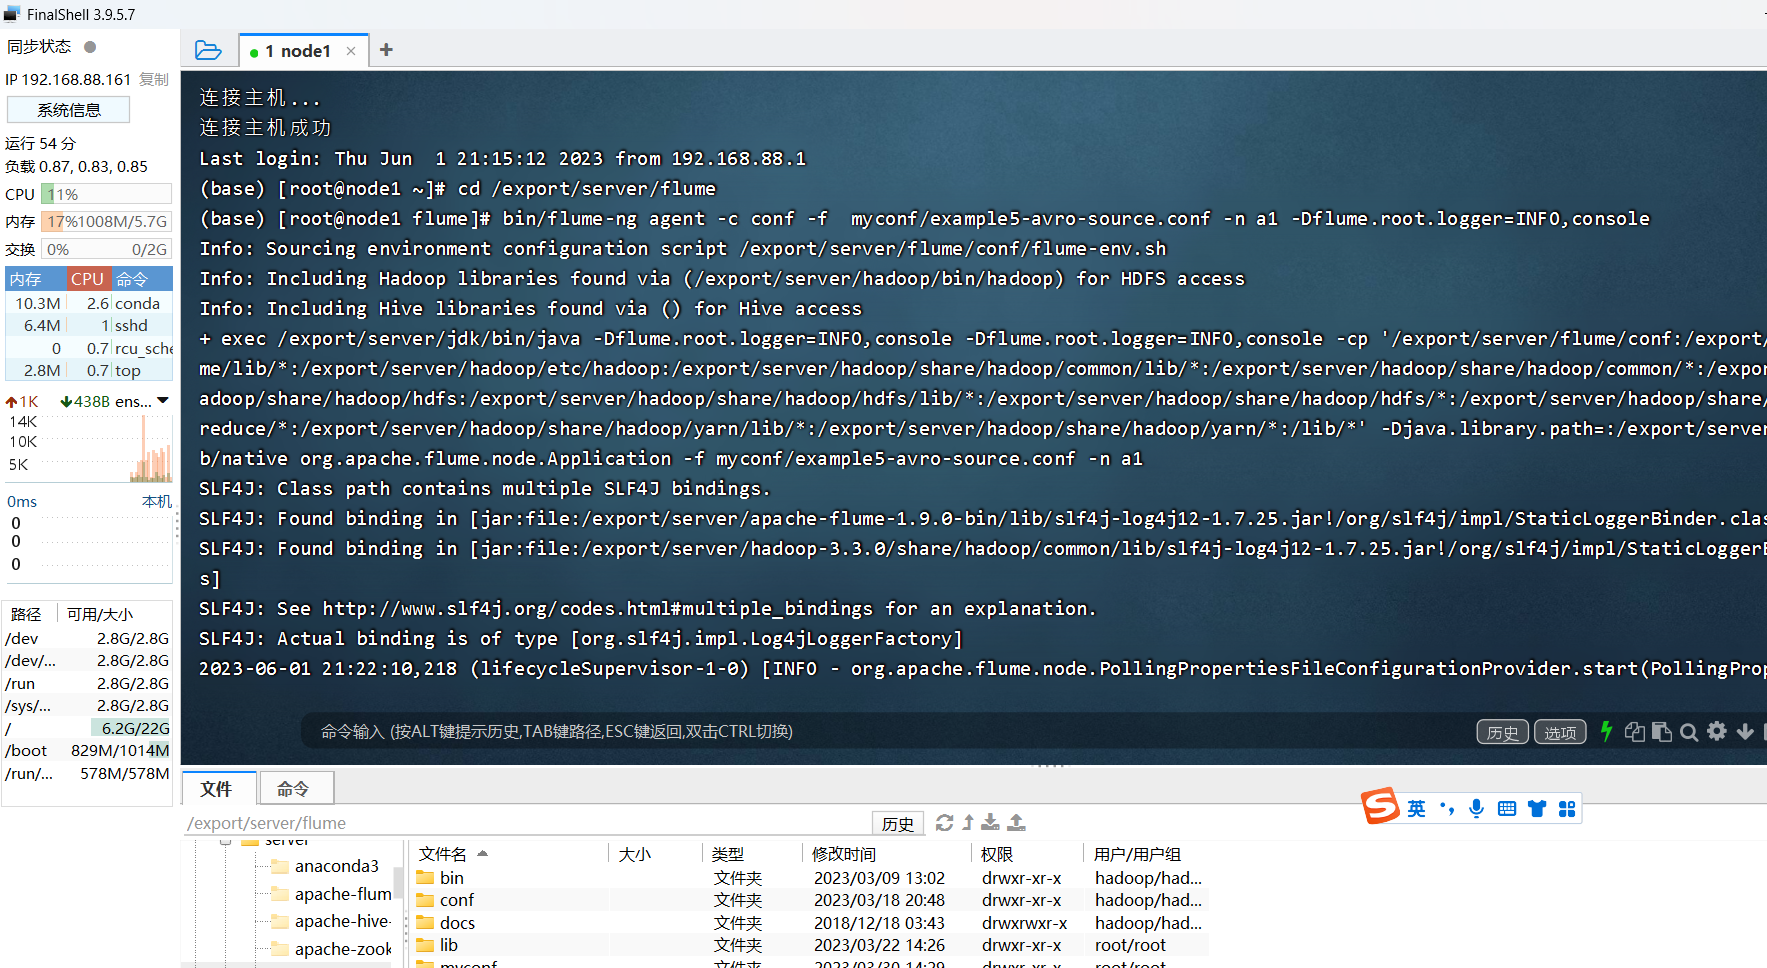 FinalShell 3.9.5.7
同步状态
IP 192.168.88.161 复制
系统信息
运行 54 分
负载 0.87, 0.83, 0.85
CPU 11%
内存 17% 1008M/5.7G
交换 0% 0/2G
内存 CPU 命令
10.3M 2.6 conda
6.4M 1 sshd
0 0.7 rcu_sche
2.8M 0.7 top
1K 438B ens...
14K
10K
5K
0ms 本机
0
0
0
路径 可用/大小
/dev 2.8G/2.8G
/dev/... 2.8G/2.8G
/run 2.8G/2.8G
/sys/... 2.8G/2.8G
/ 6.2G/22G
/boot 829M/1014M
/run/... 578M/578M
1 node1
连接主机...
连接主机成功
Last login: Thu Jun  1 21:15:12 2023 from 192.168.88.1
(base) [root@node1 ~]# cd /export/server/flume
(base) [root@node1 flume]# bin/flume-ng agent -c conf -f  myconf/example5-avro-source.conf -n a1 -Dflume.root.logger=INFO,console
Info: Sourcing environment configuration script /export/server/flume/conf/flume-env.sh
Info: Including Hadoop libraries found via (/export/server/hadoop/bin/hadoop) for HDFS access
Info: Including Hive libraries found via () for Hive access
+ exec /export/server/jdk/bin/java -Dflume.root.logger=INFO,console -Dflume.root.logger=INFO,console -cp '/export/server/flume/conf:/export/
me/lib/*:/export/server/hadoop/etc/hadoop:/export/server/hadoop/share/hadoop/common/lib/*:/export/server/hadoop/share/hadoop/common/*:/expor
adoop/share/hadoop/hdfs:/export/server/hadoop/share/hadoop/hdfs/lib/*:/export/server/hadoop/share/hadoop/hdfs/*:/export/server/hadoop/share/
reduce/*:/export/server/hadoop/share/hadoop/yarn/lib/*:/export/server/hadoop/share/hadoop/yarn/*:/lib/*' -Djava.library.path=:/export/server
b/native org.apache.flume.node.Application -f myconf/example5-avro-source.conf -n a1
SLF4J: Class path contains multiple SLF4J bindings.
SLF4J: Found binding in [jar:file:/export/server/apache-flume-1.9.0-bin/lib/slf4j-log4j12-1.7.25.jar!/org/slf4j/impl/StaticLoggerBinder.clas
SLF4J: Found binding in [jar:file:/export/server/hadoop-3.3.0/share/hadoop/common/lib/slf4j-log4j12-1.7.25.jar!/org/slf4j/impl/StaticLoggerB
s]
SLF4J: See http://www.slf4j.org/codes.html#multiple_bindings for an explanation.
SLF4J: Actual binding is of type [org.slf4j.impl.Log4jLoggerFactory]
2023-06-01 21:22:10,218 (lifecycleSupervisor-1-0) [INFO - org.apache.flume.node.PollingPropertiesFileConfigurationProvider.start(PollingProp
命令输入 (按ALT键提示历史,TAB键路径,ESC键返回,双击CTRL切换)
历史 选项
文件 命令
英
/export/server/flume 历史
server
anaconda3
apache-flum
apache-hive-
apache-zook
文件名 大小 类型 修改时间 权限 用户/用户组
bin 文件夹 2023/03/09 13:02 drwxr-xr-x hadoop/had...
conf 文件夹 2023/03/18 20:48 drwxr-xr-x hadoop/had...
docs 文件夹 2018/12/18 03:43 drwxrwxr-x hadoop/had...
lib 文件夹 2023/03/22 14:26 drwxr-xr-x root/root
myconf 文件夹 2023/03/30 14:29 drwxr-xr-x root/root